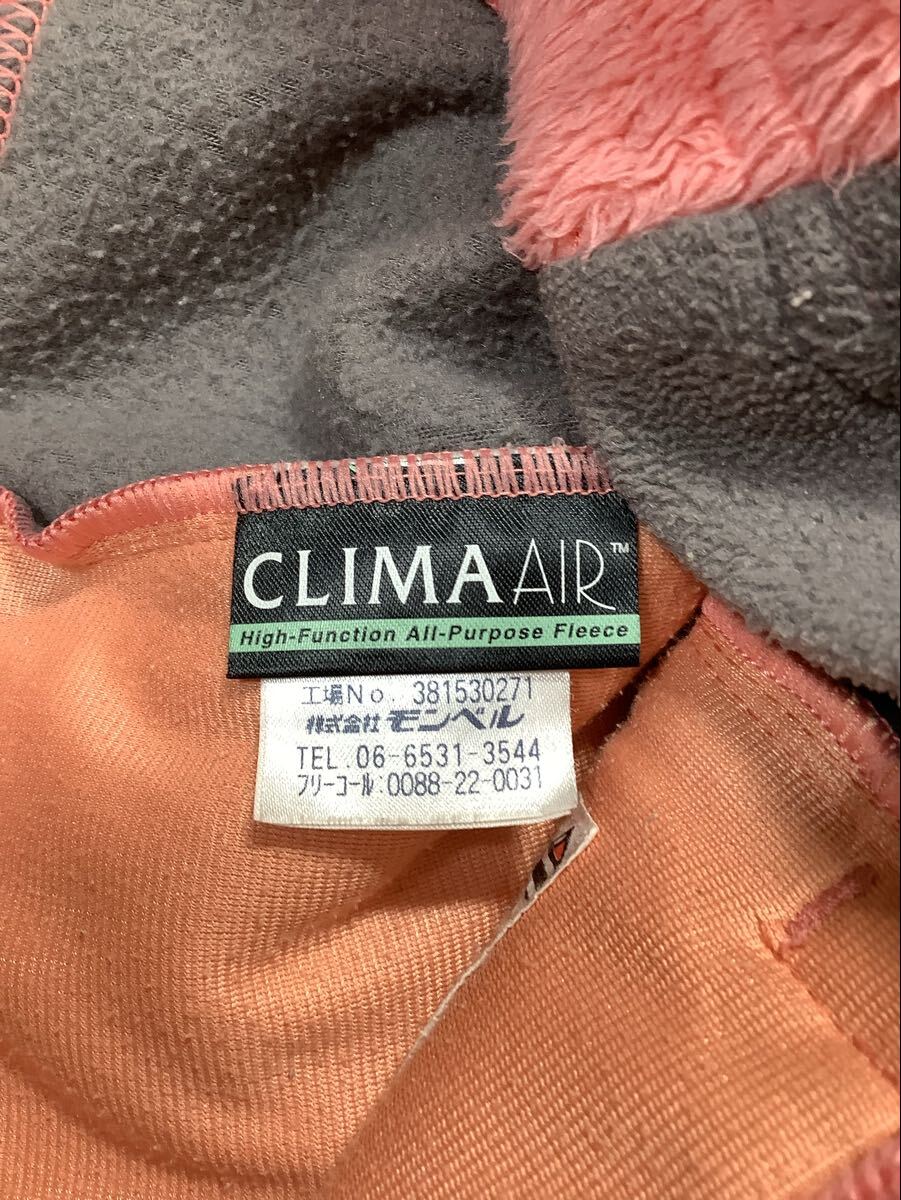 CLIMAAIR™
High-Function All-Purpose Fleece
工場No. 381530271
株式会社 モンベル
TEL.06-6531-3544
フリーコール:0088-22-0031